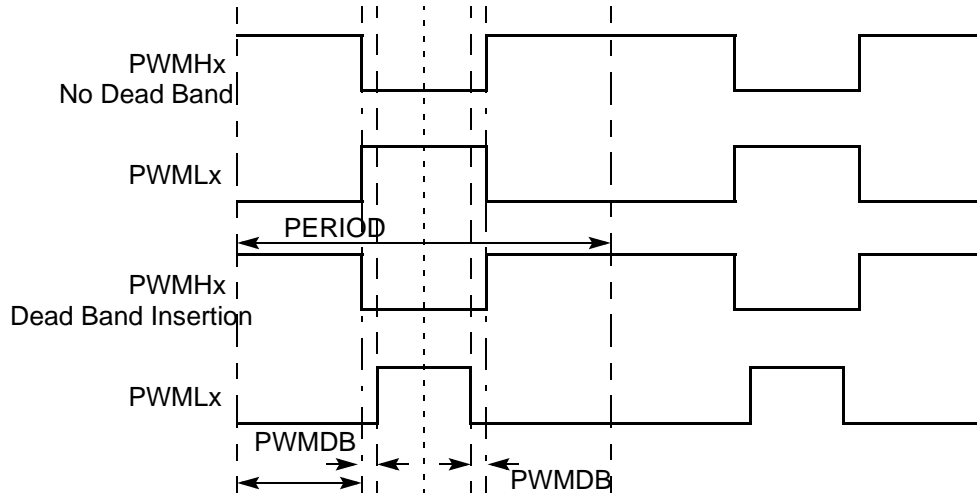 PWMHx
No Dead Band
PWMLx
PERIOD
PWMHx
Dead Band Insertion
PWMLx
PWMDB
PWMDB